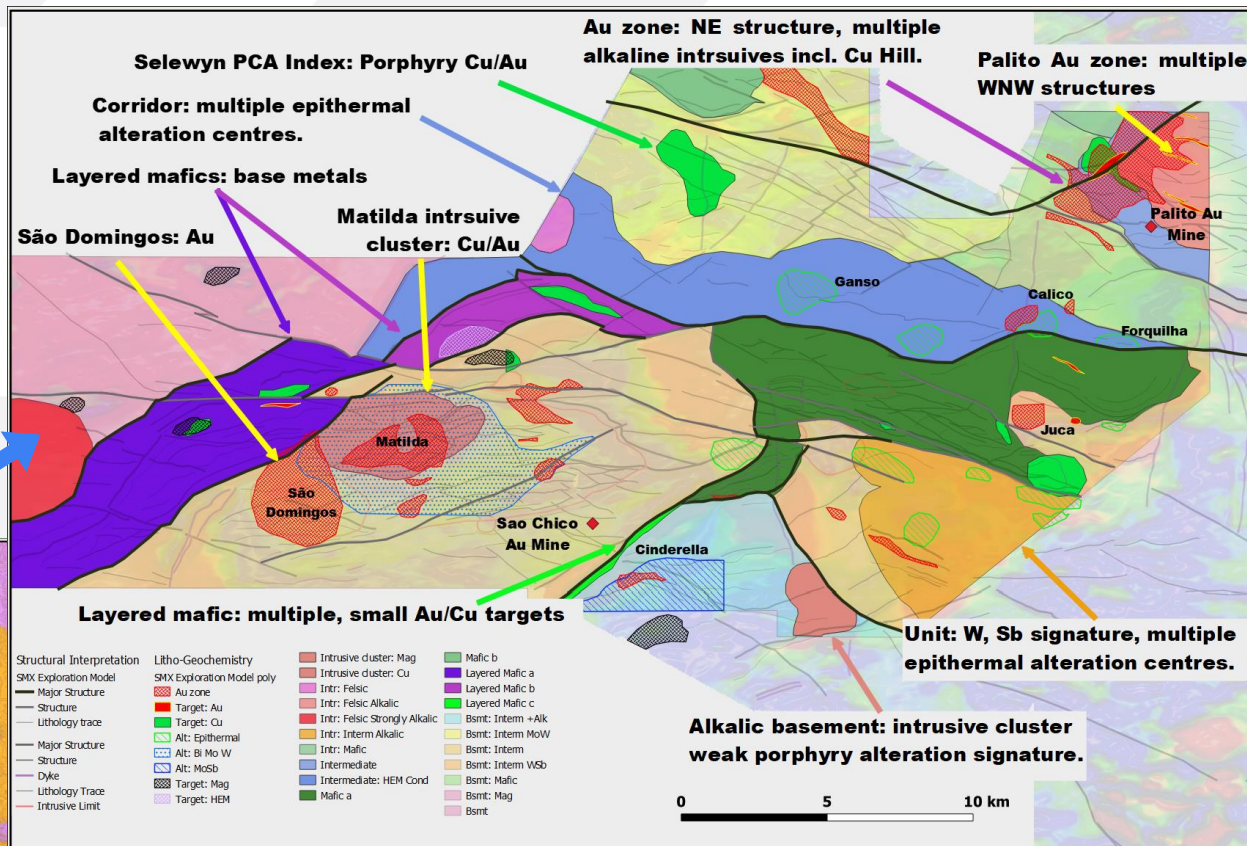 Au zone: NE structure, multiple
alkaline intrsuives incl. Cu Hill.
Palito Au zone: multiple
WNW structures
Selewyn PCA Index: Porphyry Cu/Au
Corridor: multiple epithermal
alteration centres.
Layered mafics: base metals
Matilda intrsuive
cluster: Cu/Au
São Domingos: Au
Palito Au
Mine
Ganso
Calico
Forquilha
Juca
Matilda
São
Domingos
Sao Chico
Au Mine
Cinderella
Layered mafic: multiple, small Au/Cu targets
Unit: W, Sb signature, multiple
epithermal alteration centres.
Alkalic basement: intrusive cluster
weak porphyry alteration signature.
Structural Interpretation
SMX Exploration Model
Major Structure
Structure
Lithology trace
Major Structure
Structure
Dyke
Lithology Trace
Intrusive Limit
Litho-Geochemistry
SMX Exploration Model poly
Au zone
Target: Au
Target: Cu
Alt: Epithermal
Alt: Bi Mo W
Alt: MoSb
Target: Mag
Target: HEM
Intrusive cluster: Mag
Intrusive cluster: Cu
Intr: Felsic
Intr: Felsic Alkalic
Intr: Felsic Strongly Alkalic
Intr: Interm Alkalic
Intr: Mafic
Intermediate
Intermediate: HEM Cond
Mafic a
Mafic b
Layered Mafic a
Layered Mafic b
Layered Mafic c
Bsmt: Interm +Alk
Bsmt: Interm MoW
Bsmt: Interm
Bsmt: Interm WSb
Bsmt: Mafic
Bsmt: Mag
Bsmt
0 5 10 km